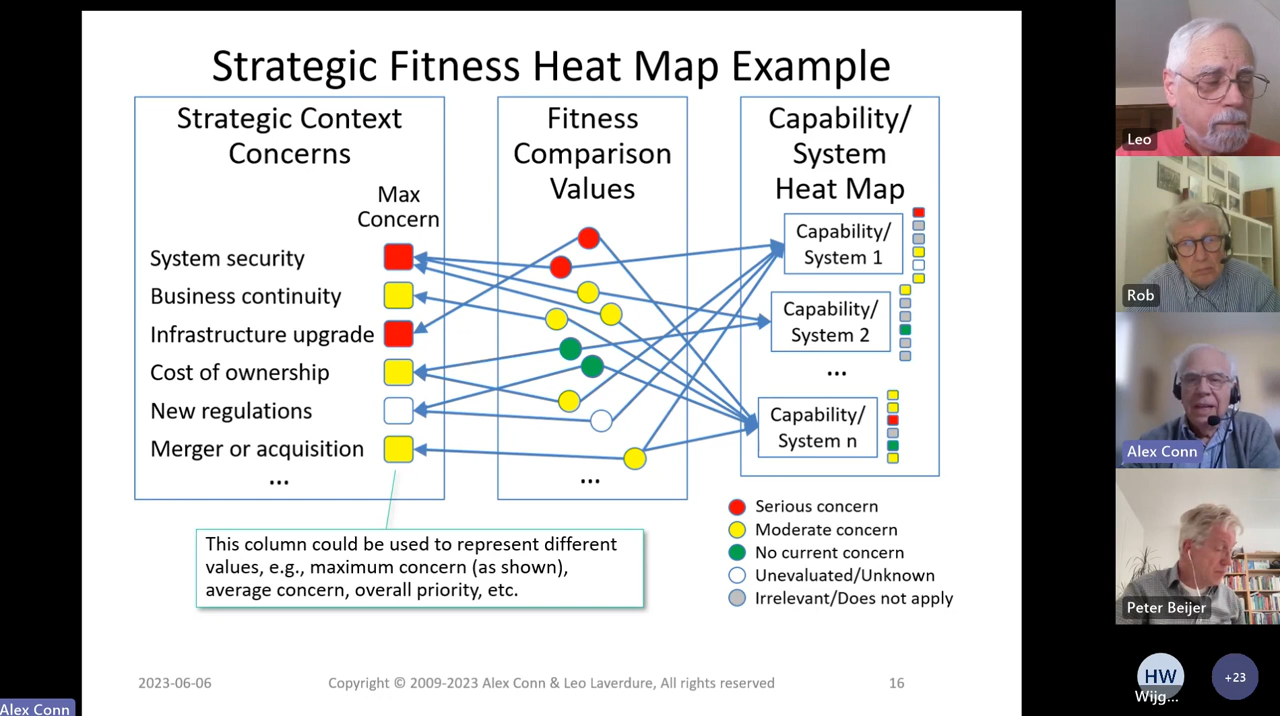 Strategic Fitness Heat Map Example
Strategic Context
Concerns
Max
Concern
System security
Business continuity
Infrastructure upgrade
Cost of ownership
New regulations
Merger or acquisition
...
Fitness
Comparison
Values
...
Capability/
System
Heat Map
Capability/
System 1
Capability/
System 2
...
Capability/
System n
This column could be used to represent different
values, e.g., maximum concern (as shown),
average concern, overall priority, etc.
Serious concern
Moderate concern
No current concern
Unevaluated/Unknown
Irrelevant/Does not apply
2023-06-06
Copyright © 2009-2023 Alex Conn & Leo Laverdure, All rights reserved
16
Alex Conn
Leo
Rob
Alex Conn
Peter Beijer
HW
Wijg...
+23